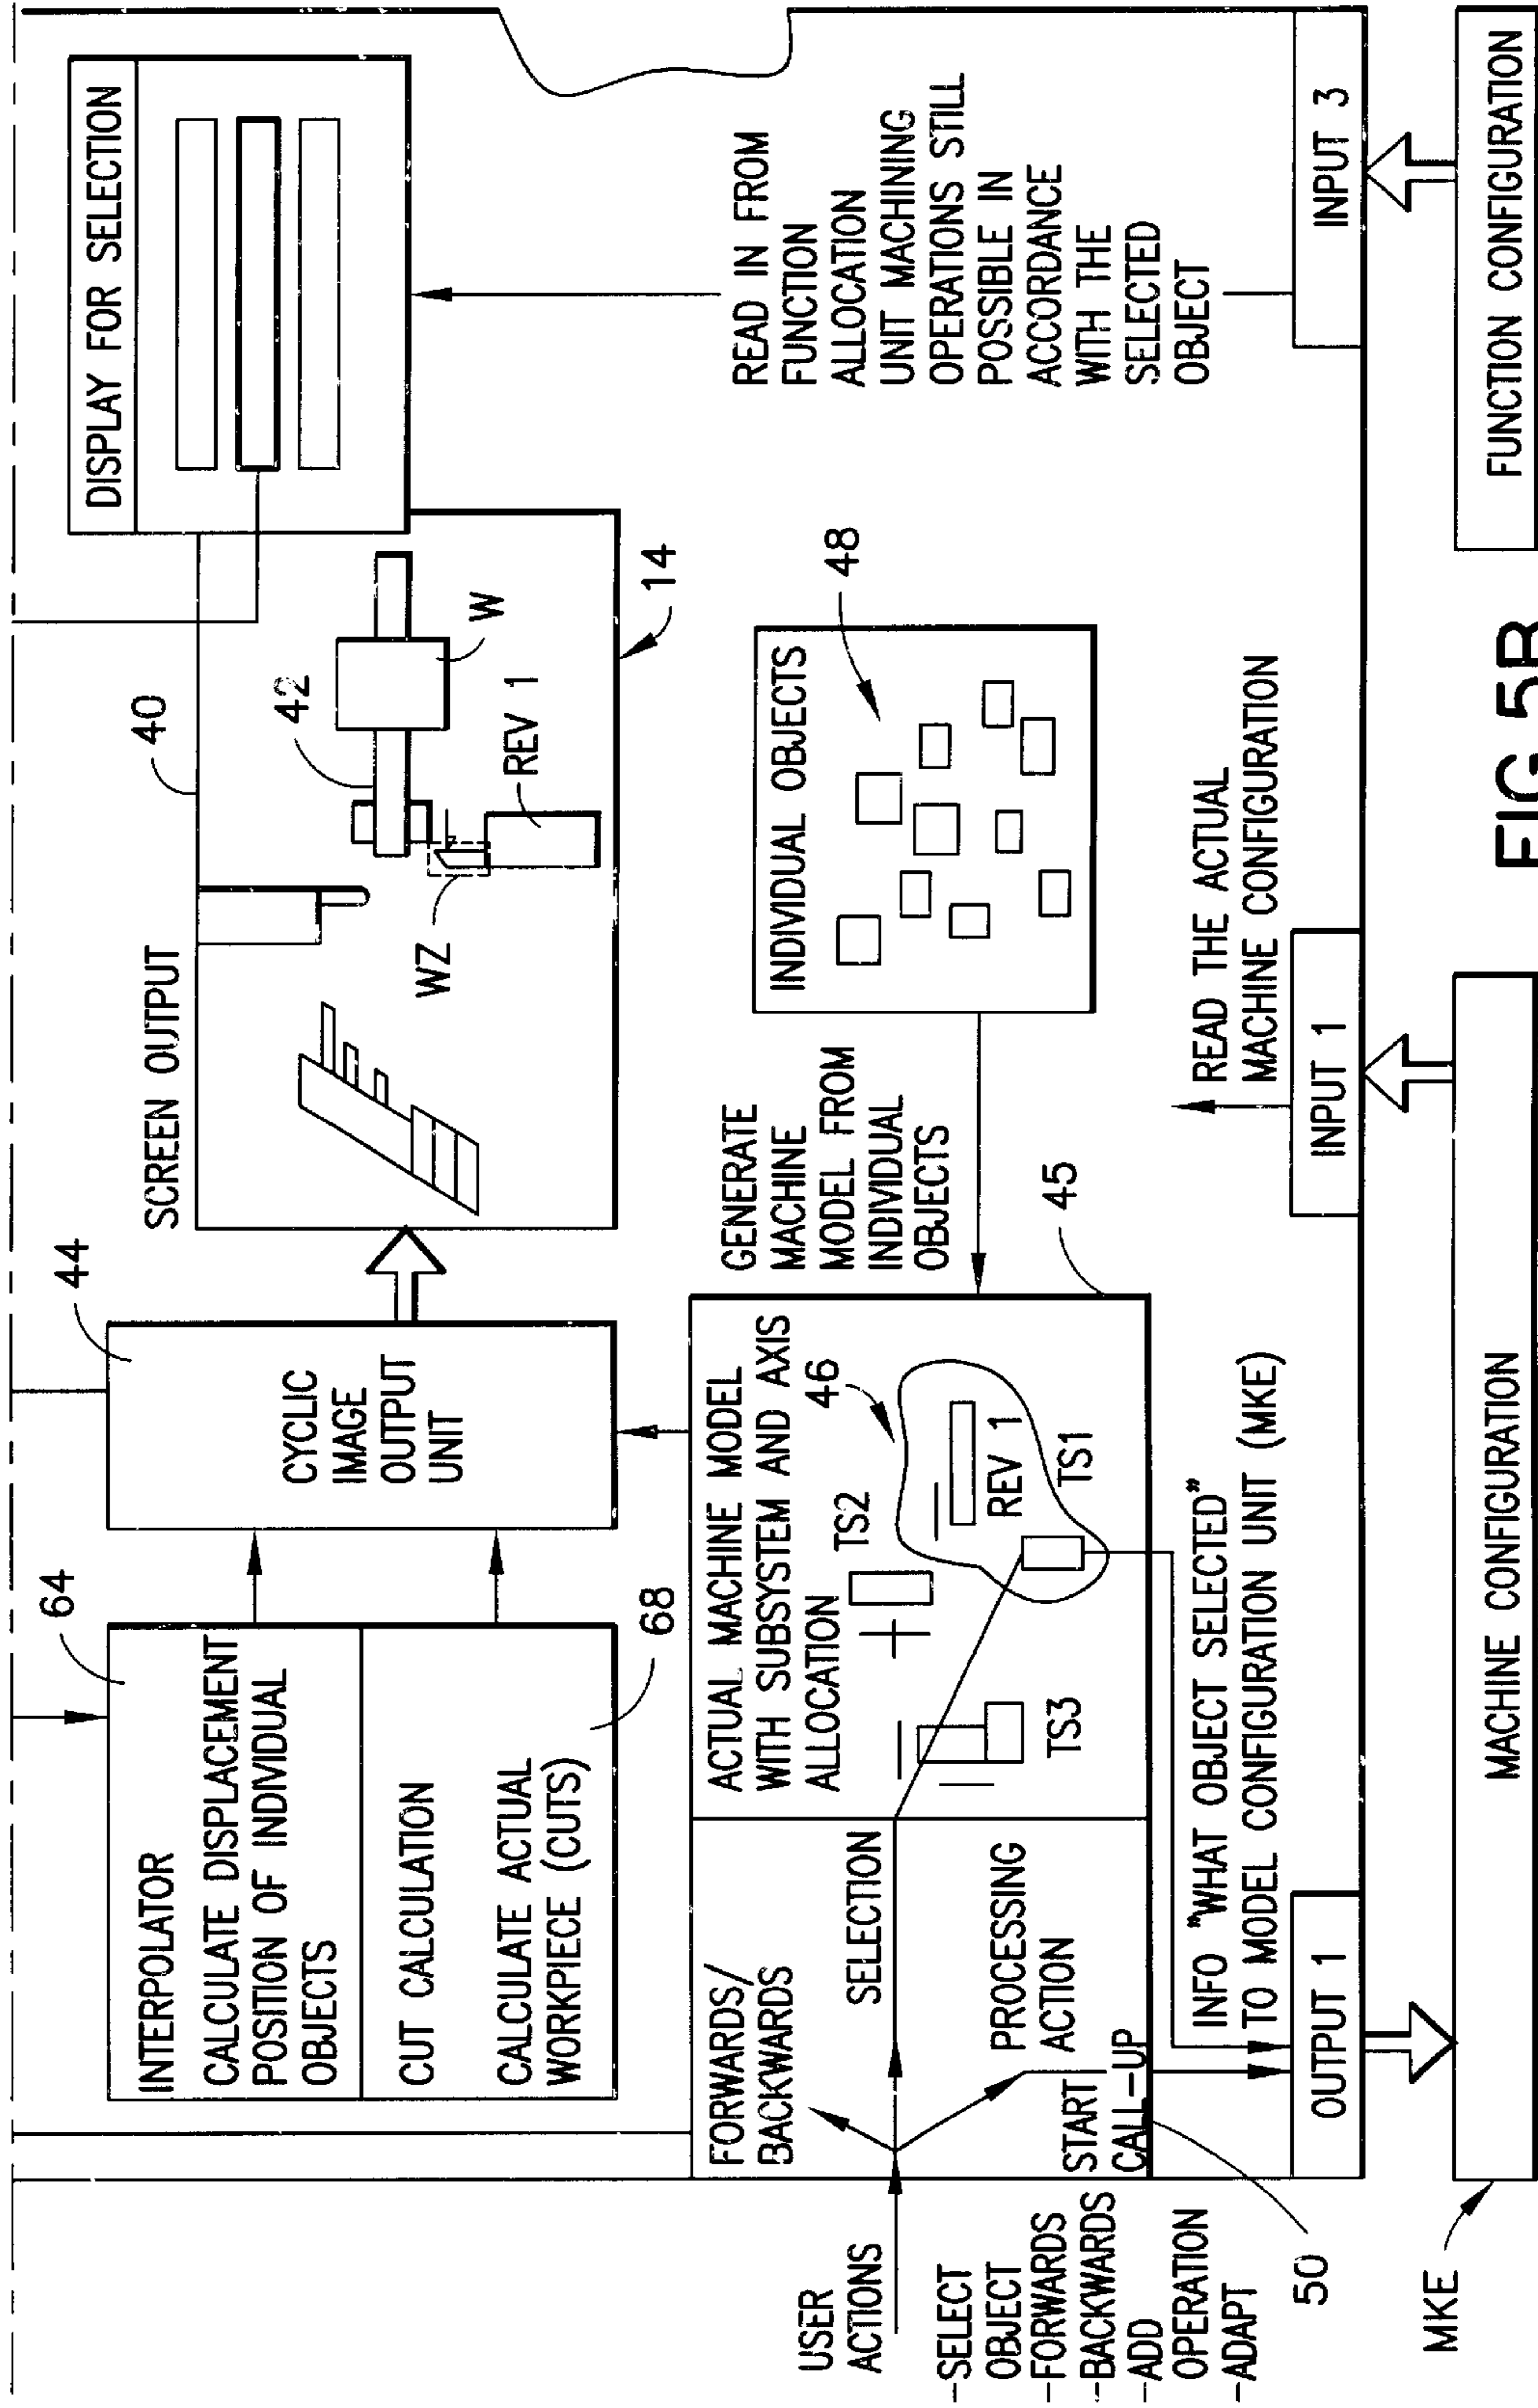 64
INTERPOLATOR
CALCULATE DISPLACEMENT
POSITION OF INDIVIDUAL
OBJECTS
CUT CALCULATION
CALCULATE ACTUAL
WORKPIECE (CUTS)
68
44
CYCLIC
IMAGE
OUTPUT
UNIT
SCREEN OUTPUT
40
42
W
WZ
REV 1
14
DISPLAY FOR SELECTION
USER
ACTIONS
-SELECT
OBJECT
-FORWARDS
-BACKWARDS
-ADD
OPERATION
-ADAPT
FORWARDS/
BACKWARDS
SELECTION
PROCESSING
ACTION
START
CALL-UP
50
ACTUAL MACHINE MODEL
WITH SUBSYSTEM AND AXIS
ALLOCATION
TS2
46
REV 1
TS1
TS3
45
GENERATE
MACHINE
MODEL FROM
INDIVIDUAL
OBJECTS
INDIVIDUAL OBJECTS
48
READ IN FROM
FUNCTION
ALLOCATION
UNIT MACHINING
OPERATIONS STILL
POSSIBLE IN
ACCORDANCE
WITH THE
SELECTED
OBJECT
INFO "WHAT OBJECT SELECTED"
TO MODEL CONFIGURATION UNIT (MKE)
READ THE ACTUAL
MACHINE CONFIGURATION
OUTPUT 1
INPUT 1
INPUT 3
MKE
MACHINE CONFIGURATION
FUNCTION CONFIGURATION
FIG.5B